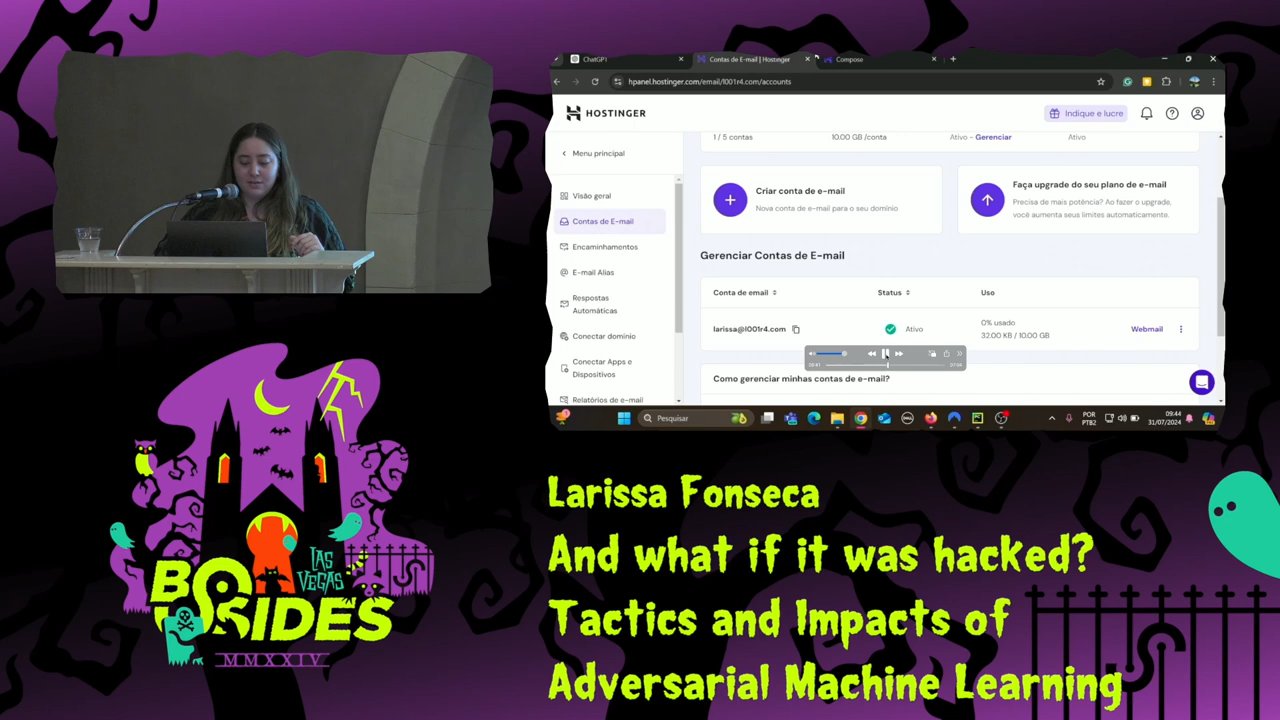 ChatGPT
Contas de E-mail | Hostinger
Compose
hpanel.hostinger.com/email/l001r4.com/accounts
HOSTINGER
Indique e lucre
1 / 5 contas
10.00 GB /conta
Ativo - Gerenciar
Ativo
Menu principal
Visão geral
Contas de E-mail
Encaminhamentos
E-mail Alias
Respostas
Automáticas
Conectar domínio
Conectar Apps e
Dispositivos
Relatórios de e-mail
Criar conta de e-mail
Nova conta de e-mail para o seu domínio
Faça upgrade do seu plano de e-mail
Precisa de mais potência? Ao fazer o upgrade,
você aumenta seus limites automaticamente.
Gerenciar Contas de E-mail
Conta de email
Status
Uso
larissa@l001r4.com
Ativo
0% usado
32.00 KB / 10.00 GB
Webmail
Como gerenciar minhas contas de e-mail?
Pesquisar
DELL
POR
PTB2
09:44
31/07/2024
LAS
VEGAS
BSIDES
MMXXIV
Larissa Fonseca
And what if it was hacked?
Tactics and Impacts of
Adversarial Machine Learning